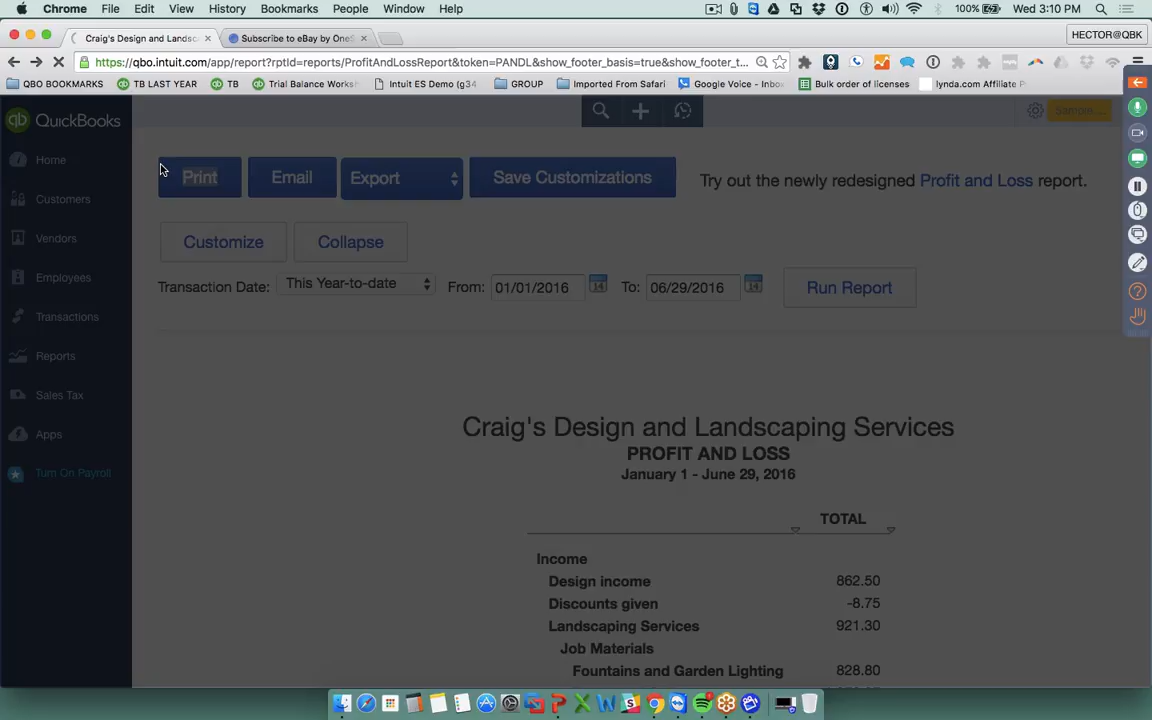 Chrome File Edit View History Bookmarks People Window Help 100% Wed 3:10 PM
Craig's Design and Landsc × Subscribe to eBay by OneS × HECTOR@QBK
https://qbo.intuit.com/app/report?rptId=reports/ProfitAndLossReport&token=PANDL&show_footer_basis=true&show_footer_t...
QBO BOOKMARKS TB LAST YEAR TB Trial Balance Works Intuit ES Demo (g34 GROUP Imported From Safari Google Voice - Inbo Bulk order of licenses lynda.com Affiliate P
qb QuickBooks
Home
Customers
Vendors
Employees
Transactions
Reports
Sales Tax
Apps
Turn On Payroll
Print Email Export Save Customizations Try out the newly redesigned Profit and Loss report.
Customize Collapse
Transaction Date: This Year-to-date From: 01/01/2016 14 To: 06/29/2016 14 Run Report
Craig's Design and Landscaping Services
PROFIT AND LOSS
January 1 - June 29, 2016
TOTAL
Income
Design income 862.50
Discounts given -8.75
Landscaping Services 921.30
Job Materials
Fountains and Garden Lighting 828.80